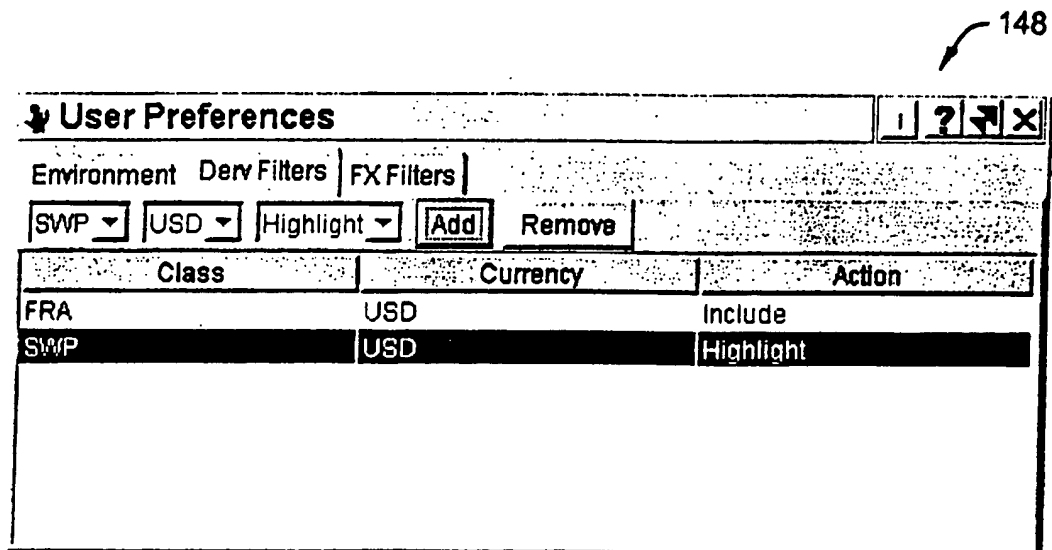 148
User Preferences
i ?
Environment Derv Filters FX Filters
SWP USD Highlight Add Remove
Class Currency Action
FRA USD Include
SWP USD Highlight